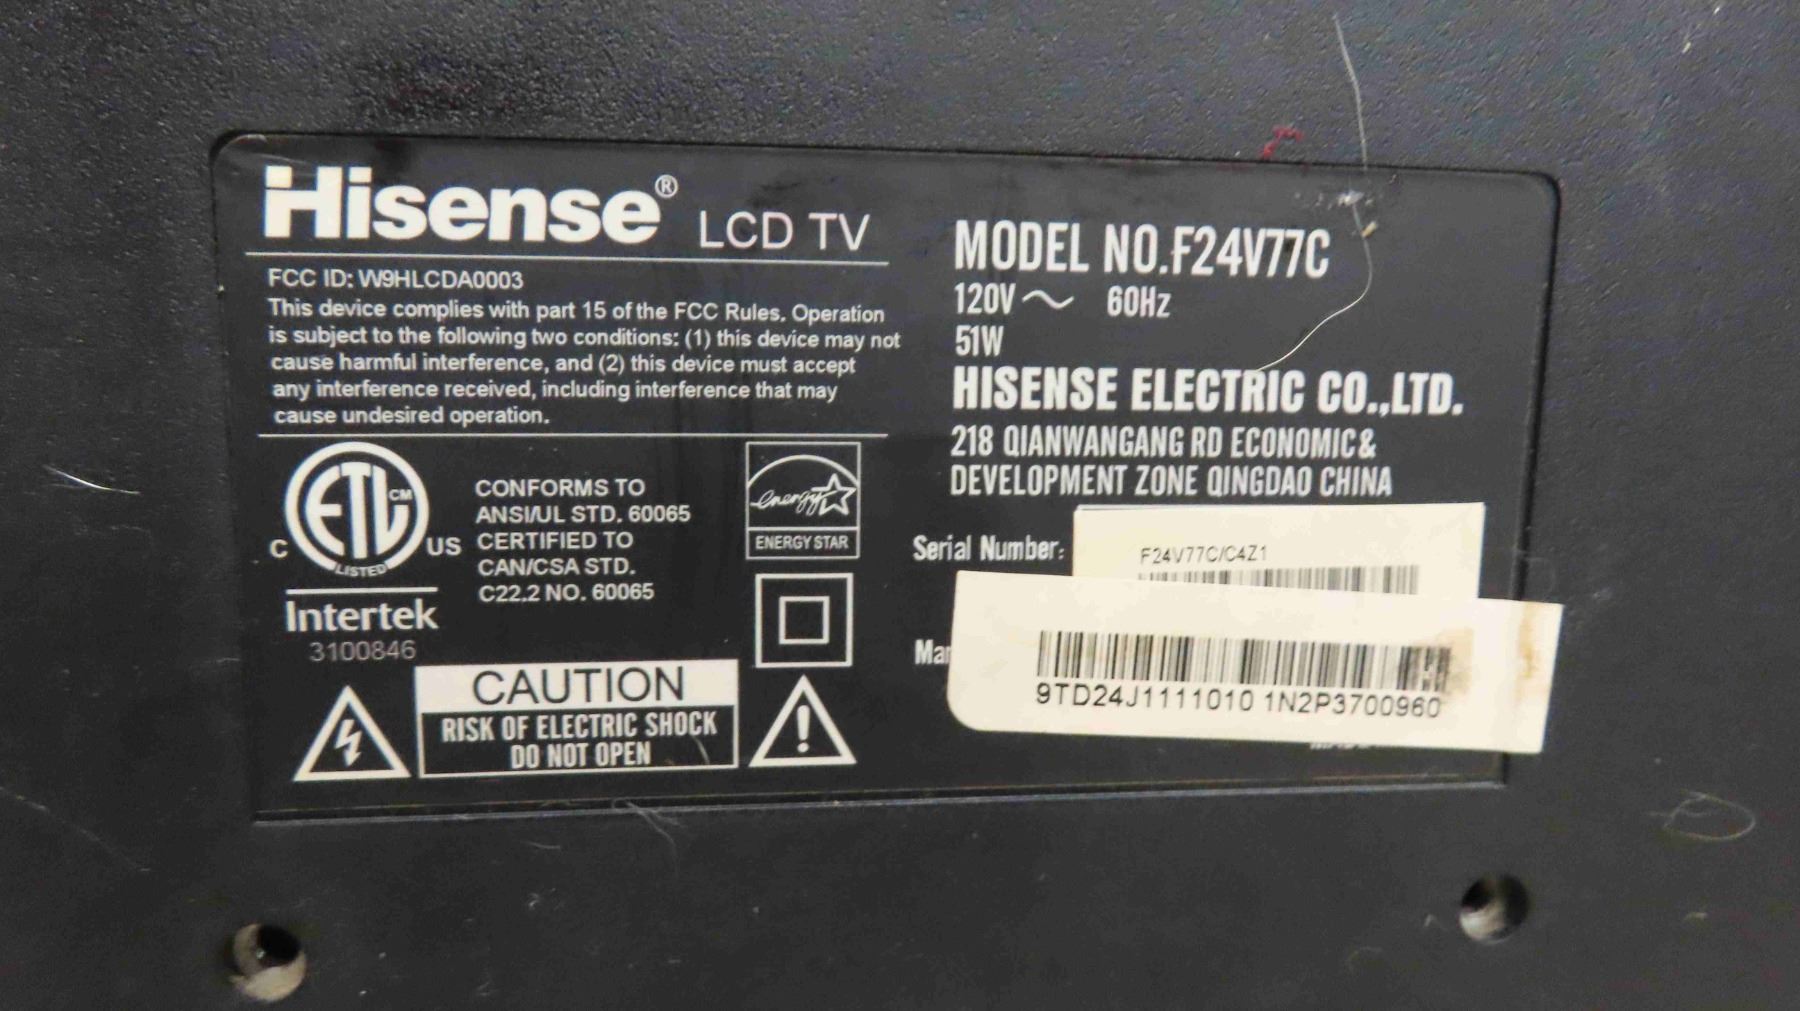 Hisense® LCD TV
FCC ID: W9HLCDA0003
This device complies with part 15 of the FCC Rules. Operation
is subject to the following two conditions: (1) this device may not
cause harmful interference, and (2) this device must accept
any interference received, including interference that may
cause undesired operation.
ETL CM
C US
LISTED
Intertek
3100846
CONFORMS TO
ANSI/UL STD. 60065
CERTIFIED TO
CAN/CSA STD.
C22.2 NO. 60065
energy
ENERGY STAR
CAUTION
RISK OF ELECTRIC SHOCK
DO NOT OPEN
MODEL NO.F24V77C
120V ~ 60Hz
51W
HISENSE ELECTRIC CO.,LTD.
218 QIANWANGANG RD ECONOMIC&
DEVELOPMENT ZONE QINGDAO CHINA
Serial Number:
F24V77C/C4Z1
9TD24J1111010 1N2P3700960